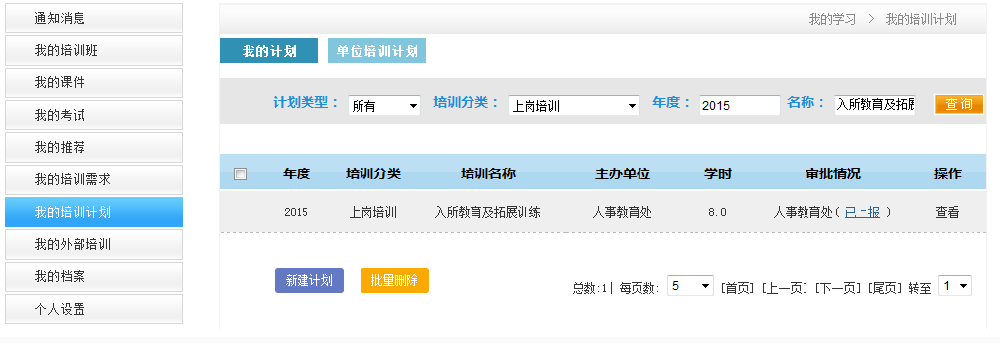 通知消息
我的培训班
我的课件
我的考试
我的推荐
我的培训需求
我的培训计划
我的外部培训
我的档案
个人设置
我的学习 > 我的培训计划
我的计划 单位培训计划
计划类型： 所有 培训分类： 上岗培训 年度： 2015 名称： 入所教育及拓展 查询
年度 培训分类 培训名称 主办单位 学时 审批情况 操作
2015 上岗培训 入所教育及拓展训练 人事教育处 8.0 人事教育处( 已上报 ) 查看
新建计划 批里删除
总数:1| 每页数: 5 [首页] [上一页] [下一页] [尾页] 转至 1